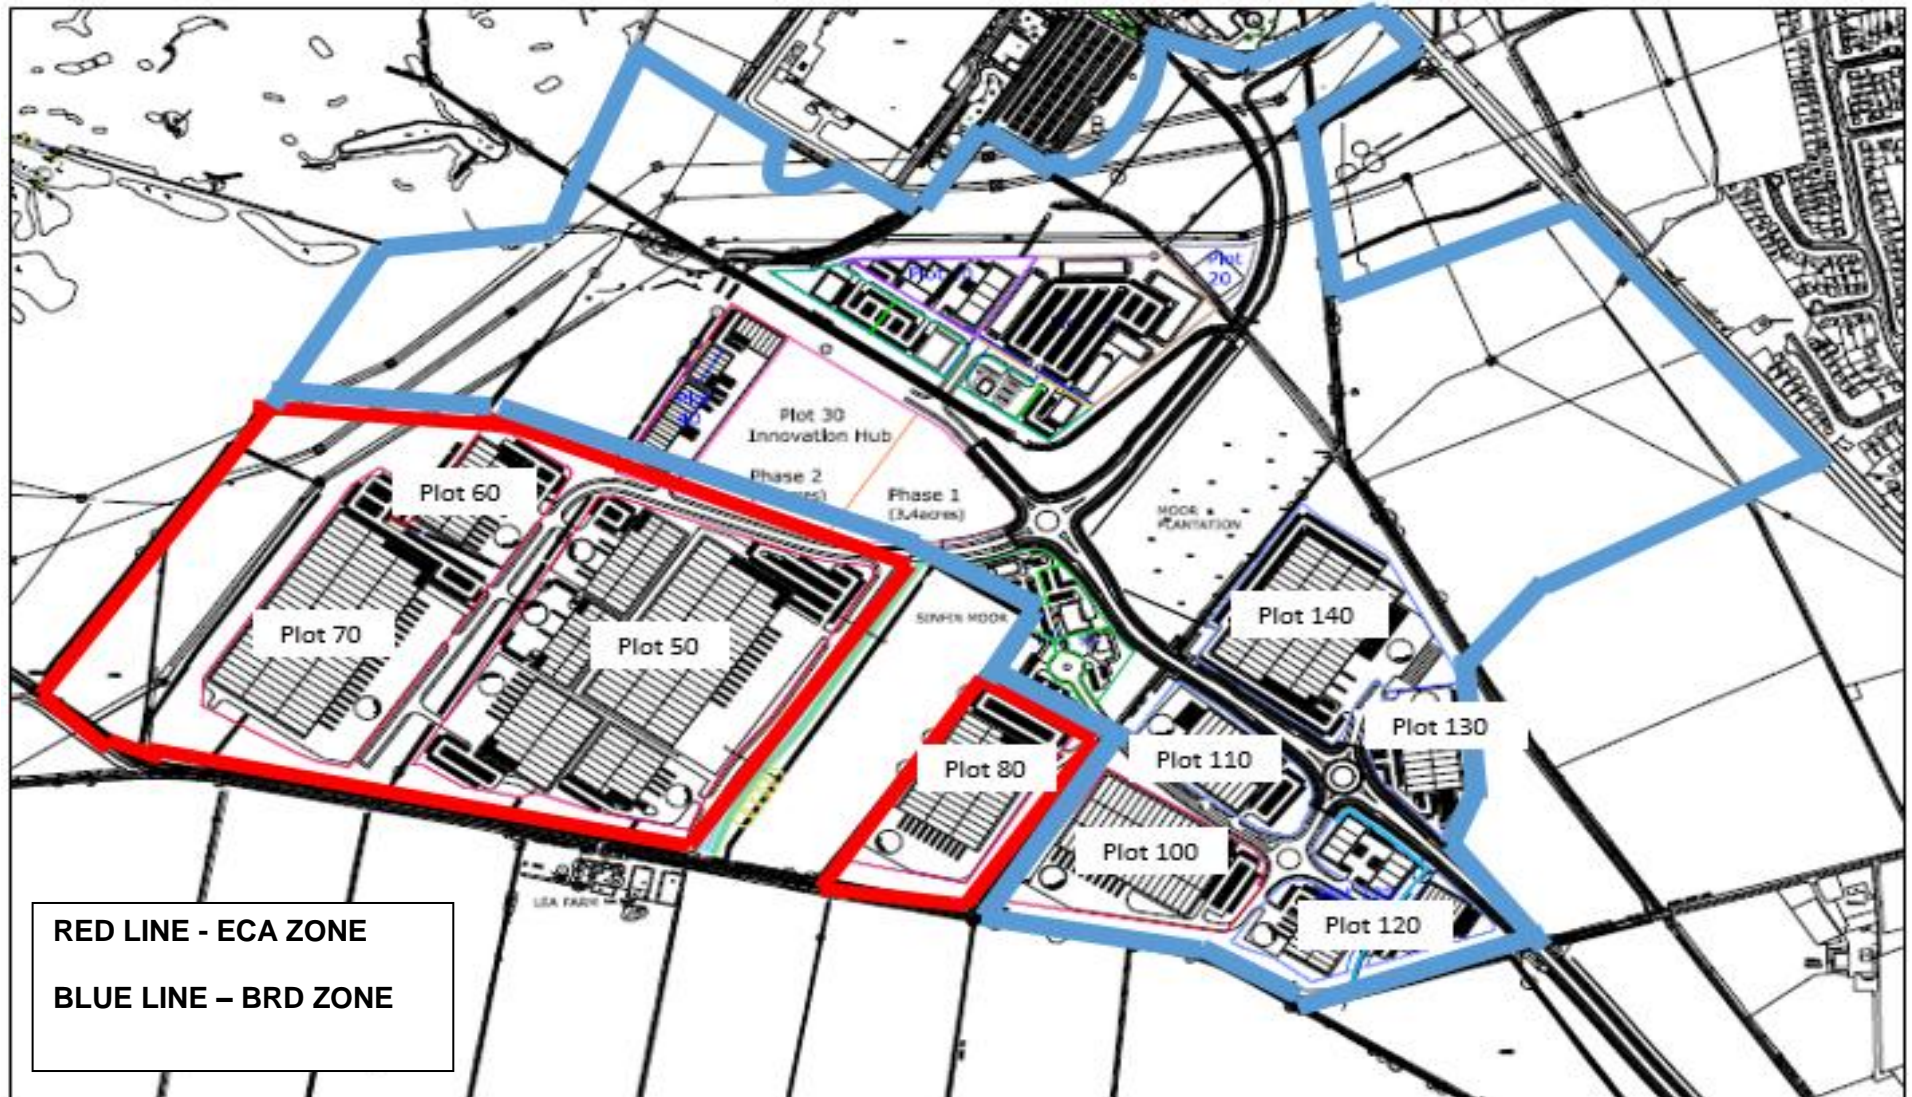 Plot
20
Plot 30
Innovation Hub
Phase 2
Phase 1
(3.4acres)
MOOR
PLANTATION
Plot 60
Plot 70
Plot 50
SINFIN MOOR
Plot 140
Plot 130
Plot 110
Plot 80
Plot 100
Plot 120
LEA FARM
RED LINE - ECA ZONE
BLUE LINE – BRD ZONE